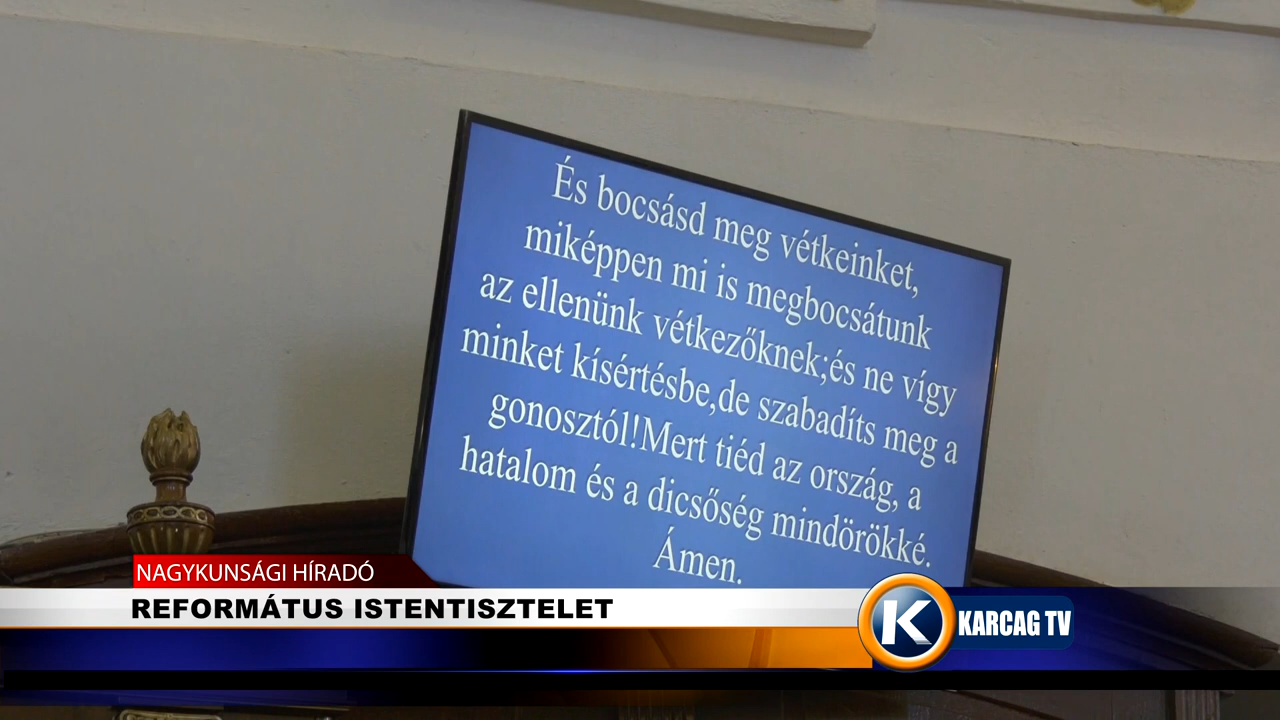 És bocsásd meg vétkeinket,
miképpen mi is megbocsátunk
az ellenünk vétkezőknek;és ne vígy
minket kísértésbe,de szabadíts meg a
gonosztól!Mert tiéd az ország, a
hatalom és a dicsőség mindörökké.
Ámen.
NAGYKUNSÁGI HÍRADÓ
REFORMÁTUS ISTENTISZTELET
K KARCAG TV